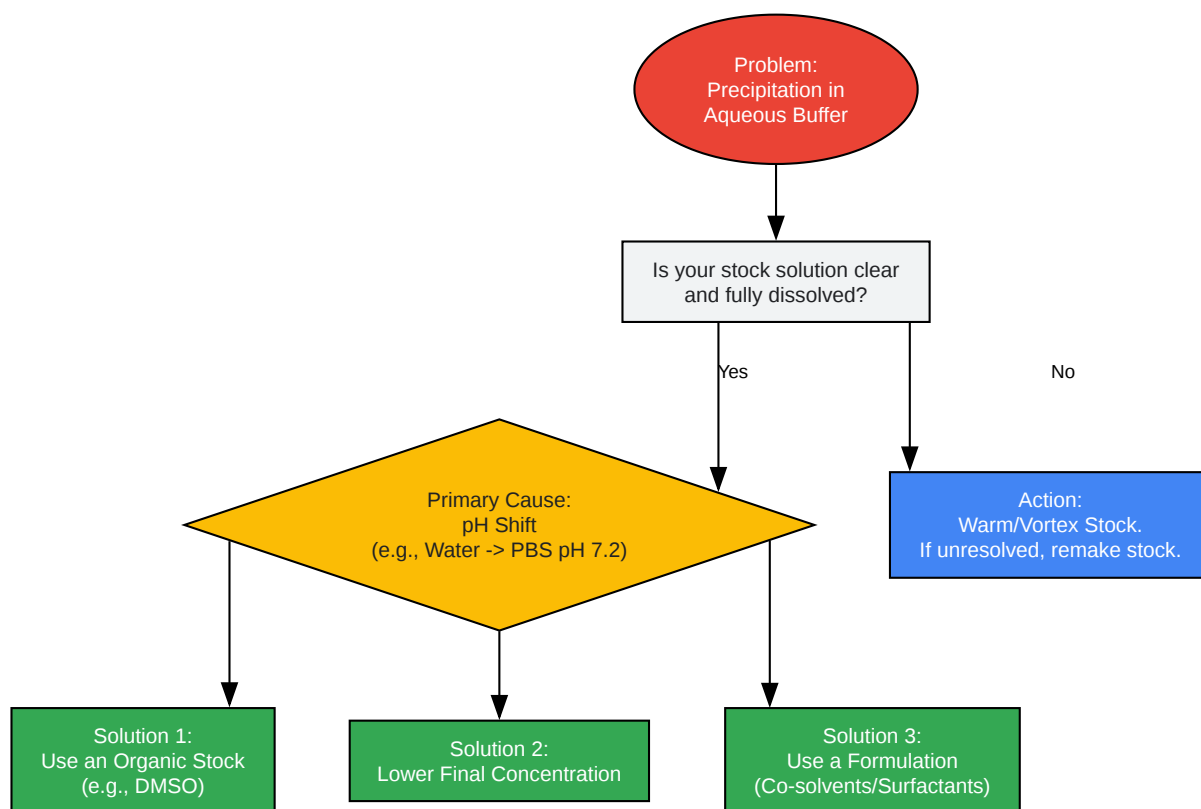 Problem:
Precipitation in
Aqueous Buffer
Is your stock solution clear
and fully dissolved?
Yes
No
Primary Cause:
pH Shift
(e.g., Water -> PBS pH 7.2)
Action:
Warm/Vortex Stock.
If unresolved, remake stock.
Solution 1:
Use an Organic Stock
(e.g., DMSO)
Solution 2:
Lower Final Concentration
Solution 3:
Use a Formulation
(Co-solvents/Surfactants)